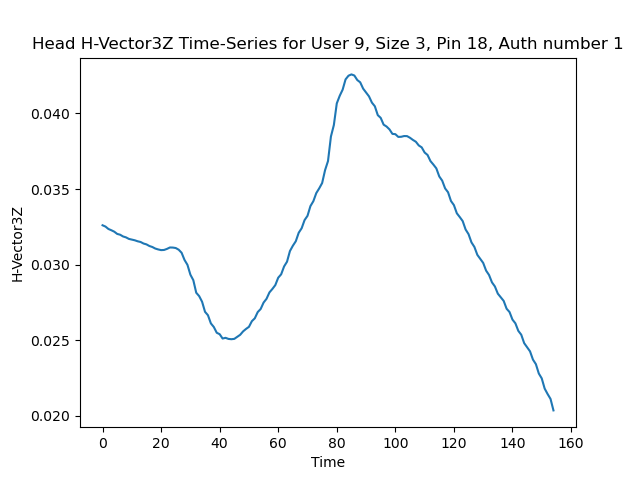 Head H-Vector3Z Time-Series for User 9, Size 3, Pin 18, Auth number 1
H-Vector3Z
0.040
0.035
0.030
0.025
0.020
0 20 40 60 80 100 120 140 160
Time